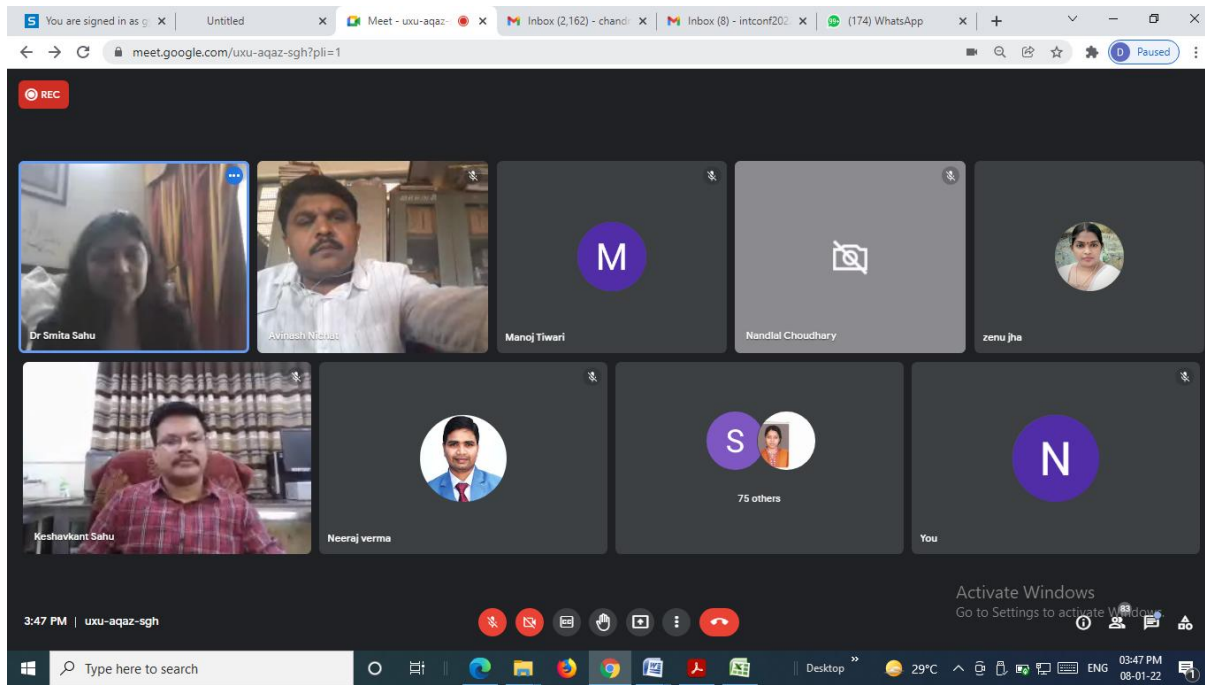 You are signed in as g
Untitled
Meet - uxu-aqaz-
Inbox (2,162) - chand
Inbox (8) - intconf202
(174) WhatsApp
meet.google.com/uxu-aqaz-sgh?pli=1
D Paused
REC
Dr Smita Sahu
Avinash
M
Manoj Tiwari
Nandlal Choudhary
zenu jha
Keshavkant Sahu
Neeraj verma
S
75 others
N
You
Activate Windows
Go to Settings to activate Windows.
83
3:47 PM | uxu-aqaz-sgh
Type here to search
Desktop
29°C
ENG
03:47 PM
08-01-22
1